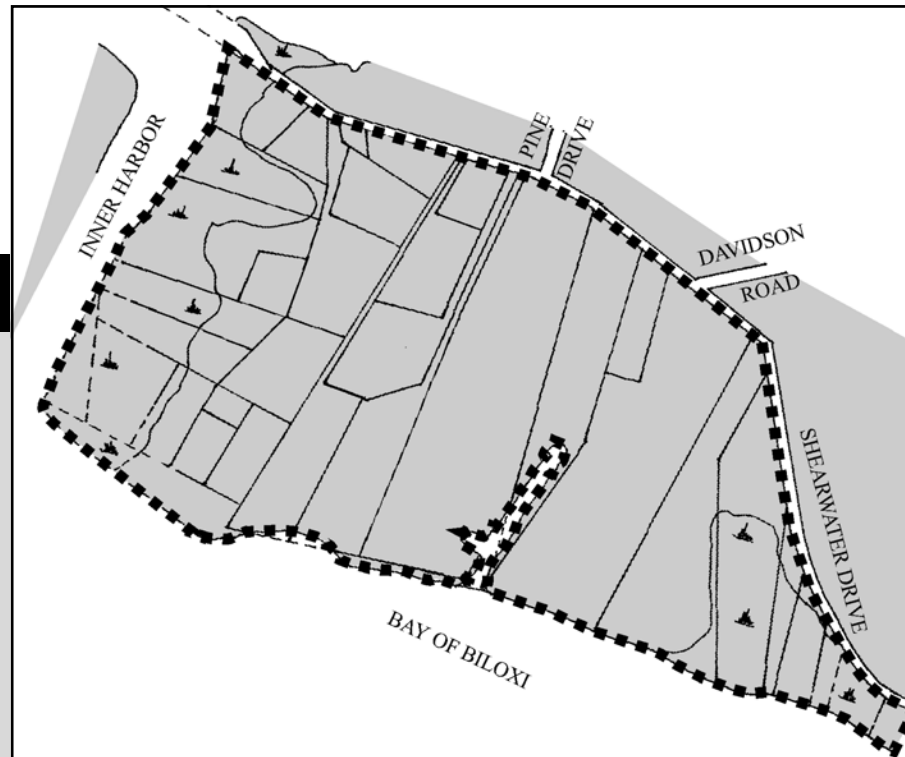 PINE
DRIVE
INNER HARBOR
DAVIDSON
ROAD
SHEARWATER DRIVE
BAY OF BILOXI